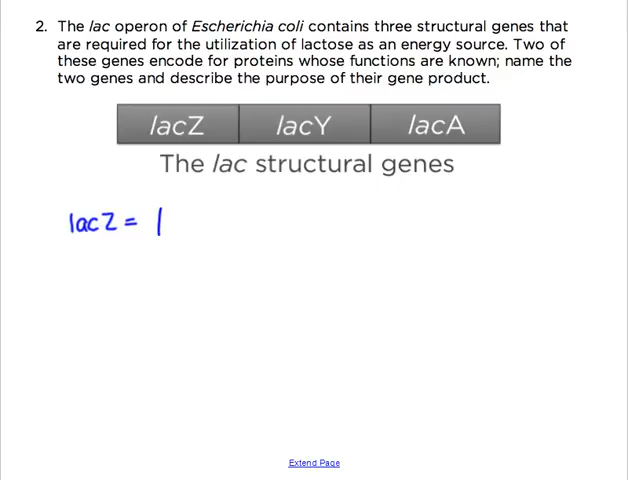 2. The lac operon of Escherichia coli contains three structural genes that
are required for the utilization of lactose as an energy source. Two of
these genes encode for proteins whose functions are known; name the
two genes and describe the purpose of their gene product.
lacZ lacY lacA
The lac structural genes
lacZ = |
Extend Page